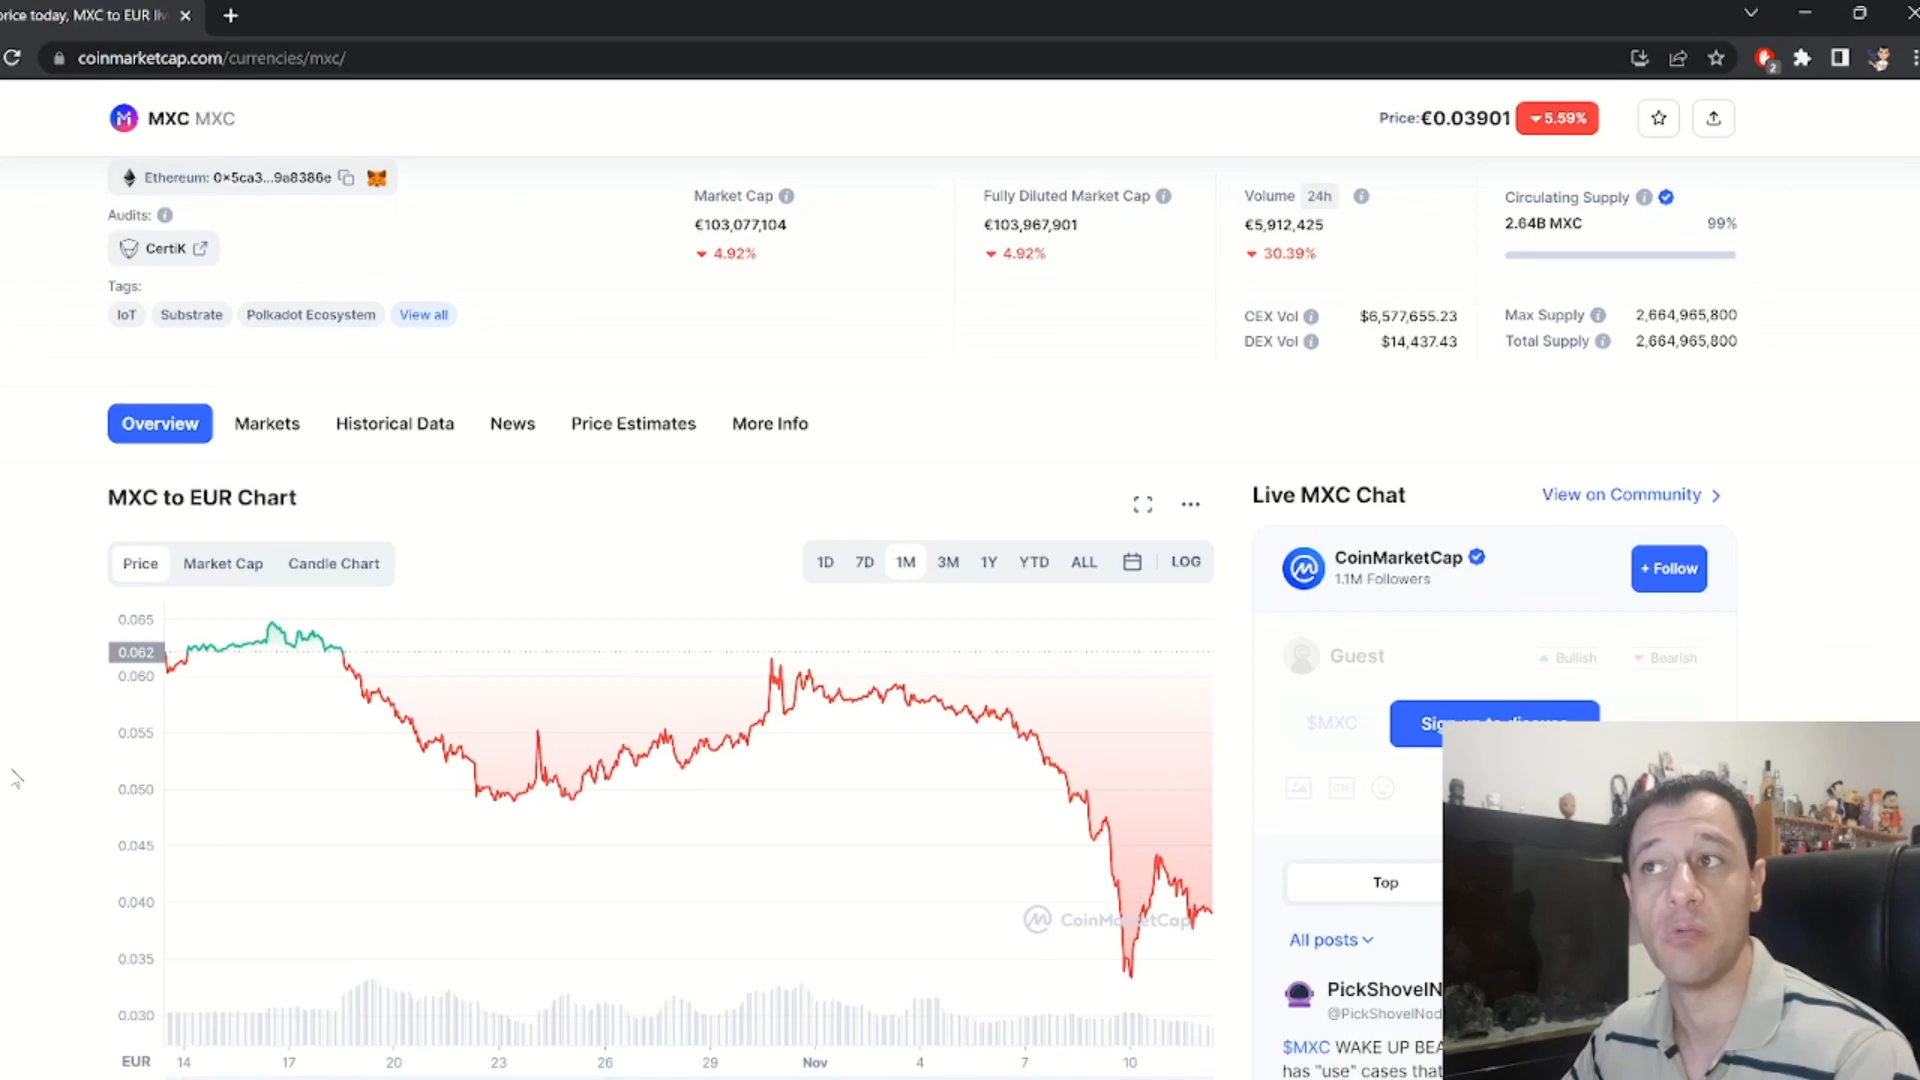 price today, MXC to EUR liv
coinmarketcap.com/currencies/mxc/
2
MXC MXC
Price:€0.03901
5.59%
Ethereum: 0x5ca3...9a8386e
Audits:
CertiK
Tags:
IoT
Substrate
Polkadot Ecosystem
View all
Market Cap
€103,077,104
4.92%
Fully Diluted Market Cap
€103,967,901
4.92%
Volume 24h
€5,912,425
30.39%
CEX Vol $6,577,655.23
DEX Vol $14,437.43
Circulating Supply
2.64B MXC 99%
Max Supply 2,664,965,800
Total Supply 2,664,965,800
Overview
Markets
Historical Data
News
Price Estimates
More Info
MXC to EUR Chart
Price
Market Cap
Candle Chart
1D
7D
1M
3M
1Y
YTD
ALL
LOG
0.065
0.062
0.060
0.055
0.050
0.045
0.040
0.035
0.030
CoinMarketCap
EUR
14
17
20
23
26
29
Nov
4
7
10
Live MXC Chat
View on Community
CoinMarketCap
1.1M Followers
+ Follow
Guest
Bullish
Bearish
$MXC
GIF
Top
All posts
PickShovelN
@PickShovelNod
$MXC WAKE UP BEA
has "use" cases that